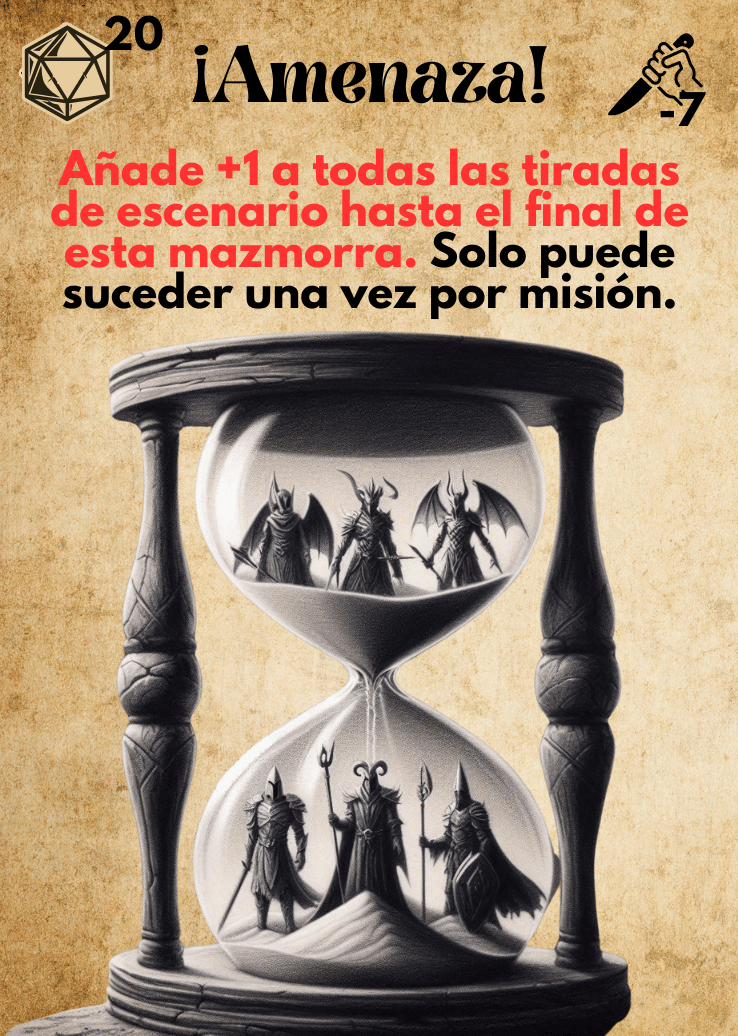 20
¡Amenaza!
-7
Añade +1 a todas las tiradas
de escenario hasta el final de
esta mazmorra. Solo puede
suceder una vez por misión.